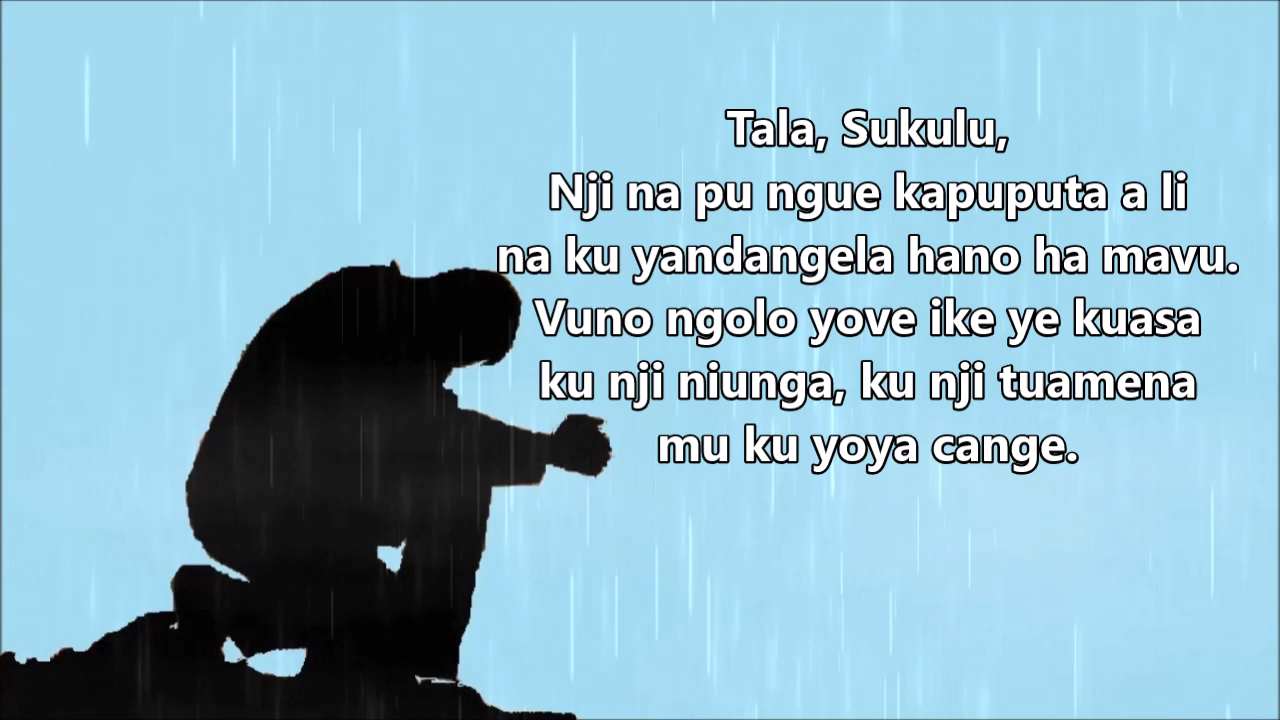 Tala, Sukulu,
Nji na pu ngue kapuputa a li
na ku yandangela hano ha mavu.
Vuno ngolo yove ike ye kuasa
ku nji niunga, ku nji tuamena
mu ku yoya cange.